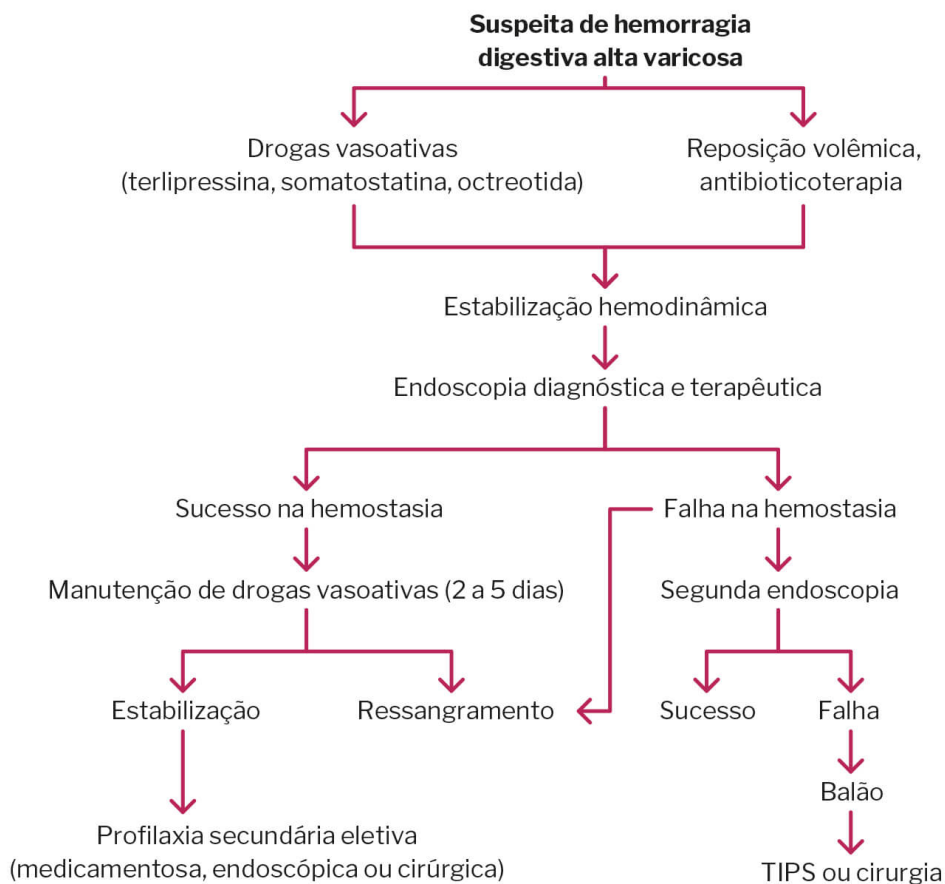 Suspeita de hemorragia
digestiva alta varicosa
Drogas vasoativas
(terlipressina, somatostatina, octreotida)
Reposição volêmica,
antibioticoterapia
Estabilização hemodinâmica
Endoscopia diagnóstica e terapêutica
Sucesso na hemostasia
Falha na hemostasia
Manutenção de drogas vasoativas (2 a 5 dias)
Segunda endoscopia
Estabilização
Ressangramento
Sucesso
Falha
Balão
Profilaxia secundária eletiva
(medicamentosa, endoscópica ou cirúrgica)
TIPS ou cirurgia